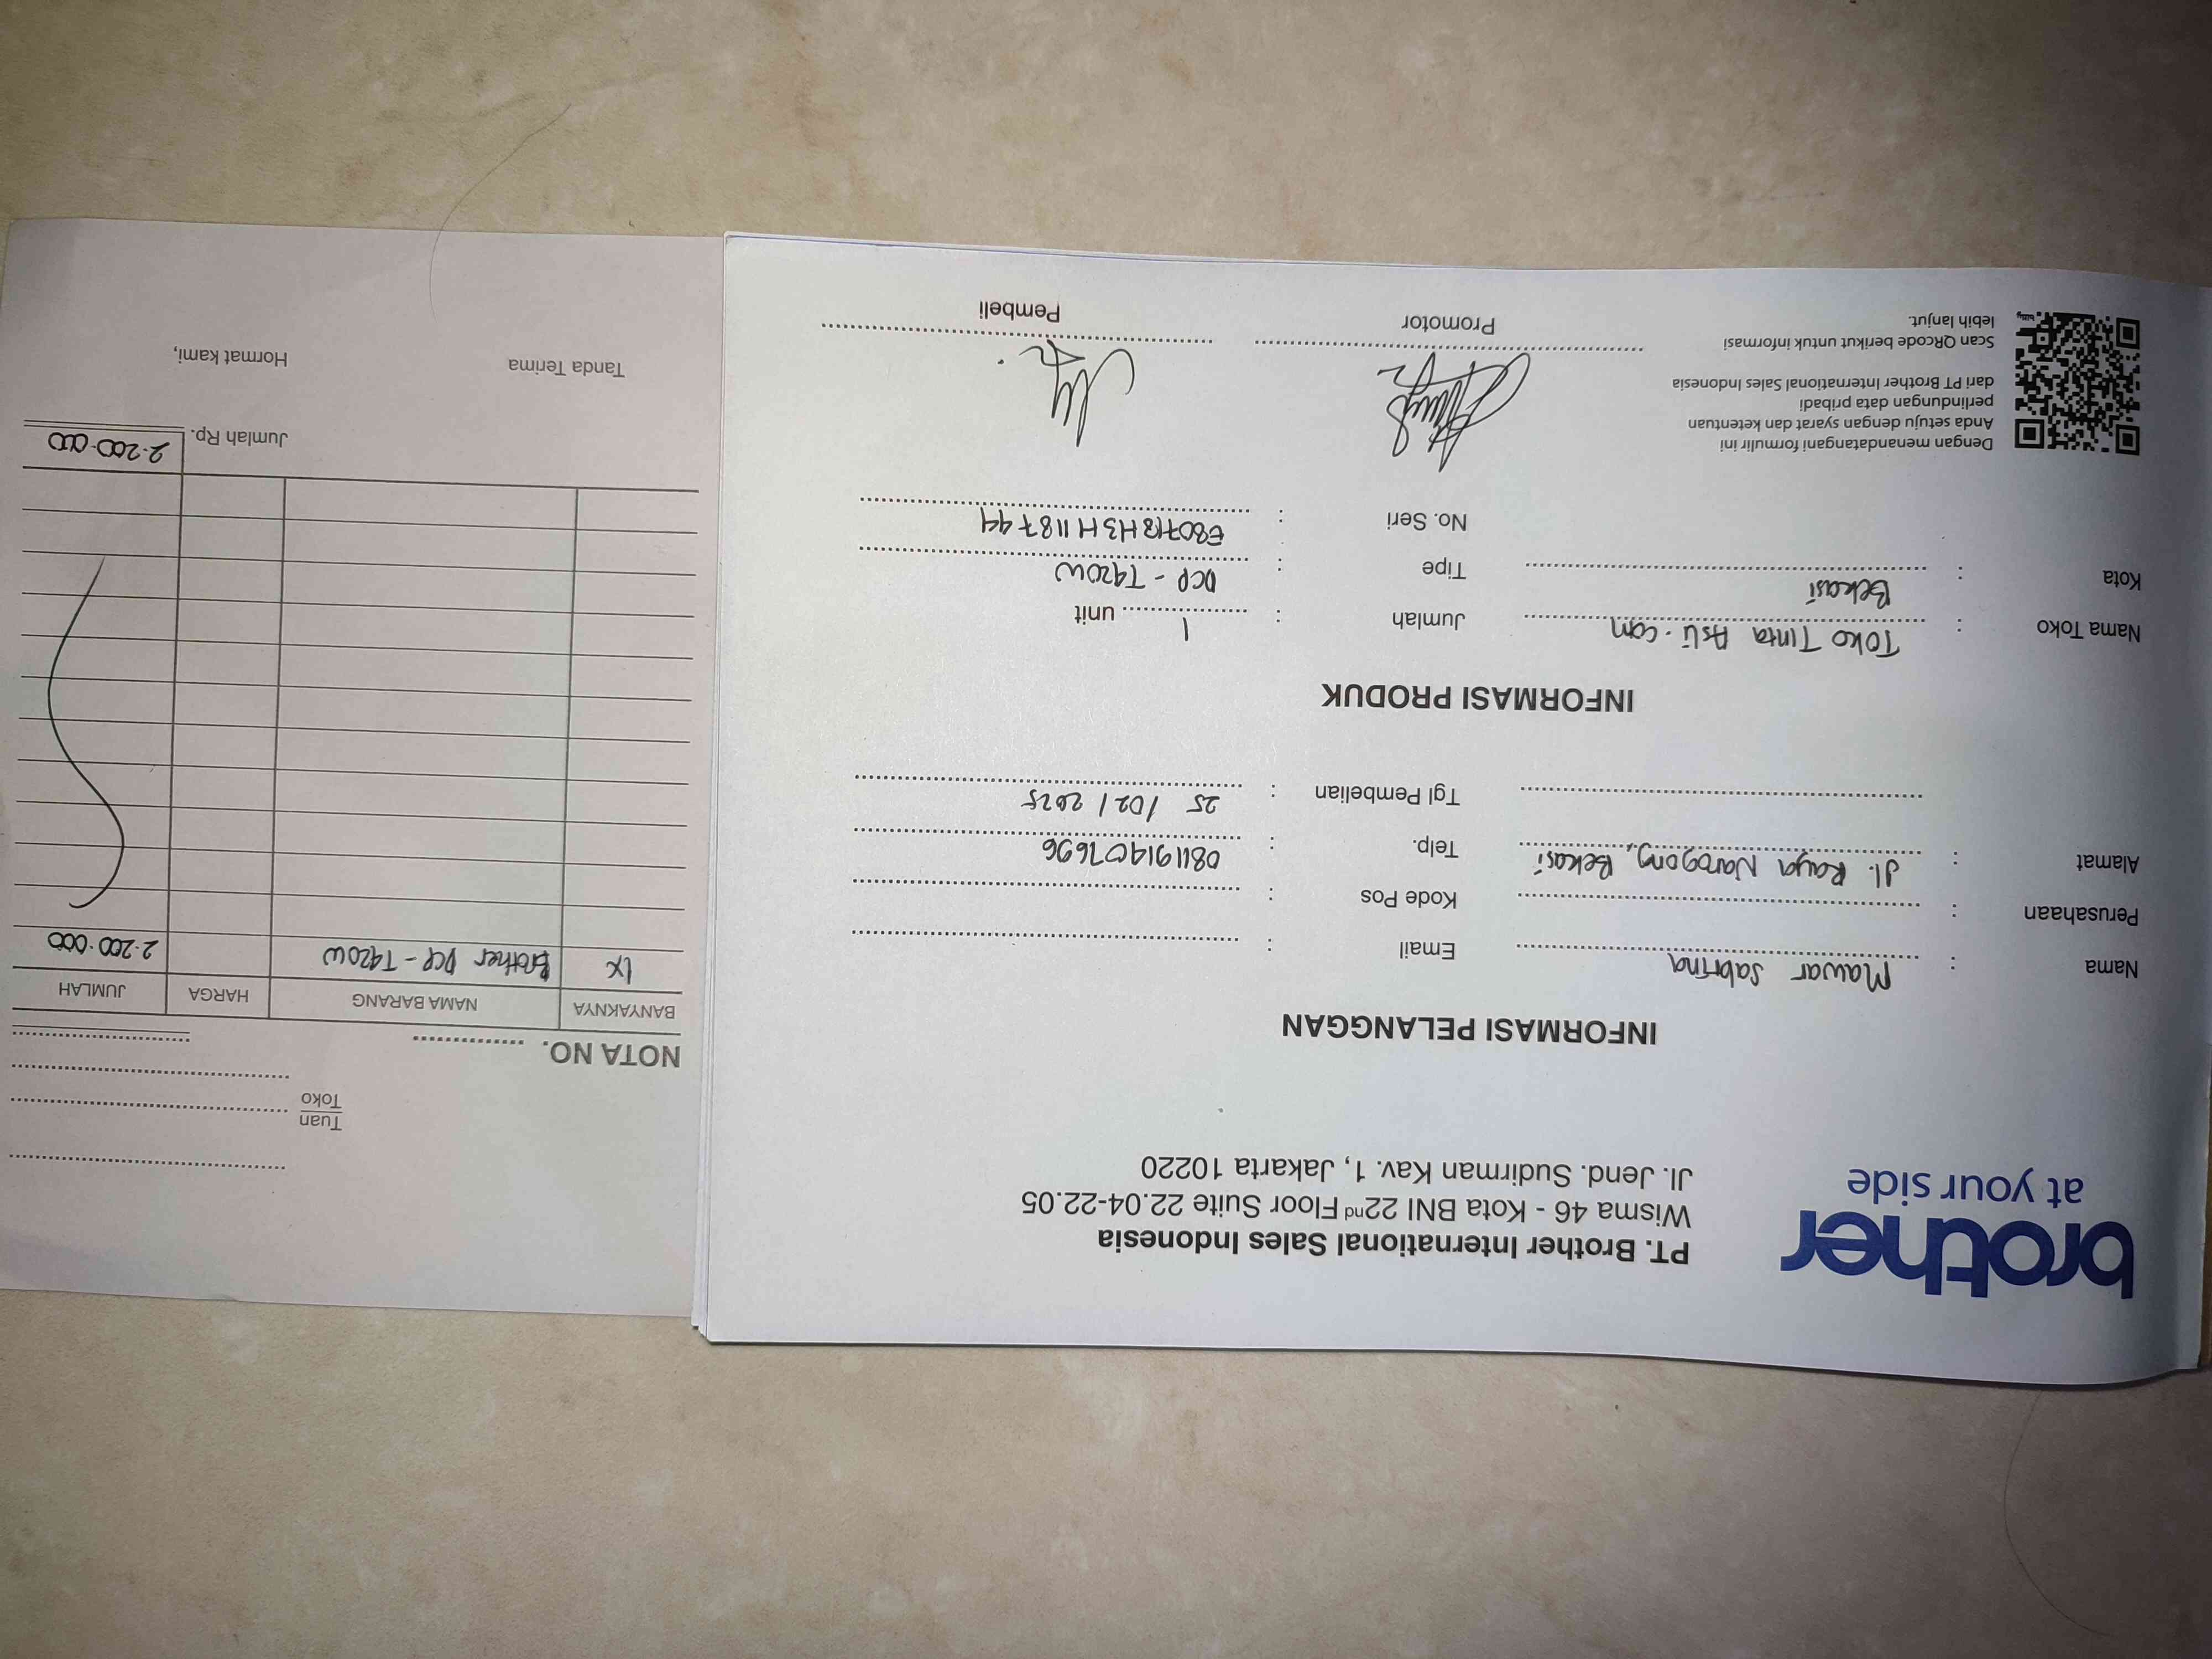 brother
at your side
PT. Brother International Sales Indonesia
Wisma 46 - Kota BNI 22nd Floor Suite 22.04-22.05
Jl. Jend. Sudirman Kav. 1, Jakarta 10220
INFORMASI PELANGGAN
Nama : Mawar Sabrina
Email :
Perusahaan :
Kode Pos :
Alamat : Jl. Raya Narogong, Bekasi
Telp. :081191407696
Tgl Pembelian : 25 / 02 / 2025
INFORMASI PRODUK
Nama Toko : Toko Tinta Asli.com
Jumlah : 1 unit
Kota : Bekasi
Tipe : DCP - T420W
No. Seri :
Dengan menandatangani formulir ini
Anda setuju dengan syarat dan ketentuan
perlindungan data pribadi
dari PT Brother International Sales Indonesia
Scan QRcode berikut untuk informasi
lebih lanjut.
Promotor
Pembeli
Tuan
Toko
NOTA NO.
BANYAKNYA NAMA BARANG HARGA JUMLAH
1x Brother DCP - T420W 2.200.000
Jumlah Rp. 2.200.000
Tanda Terima
Hormat kami,